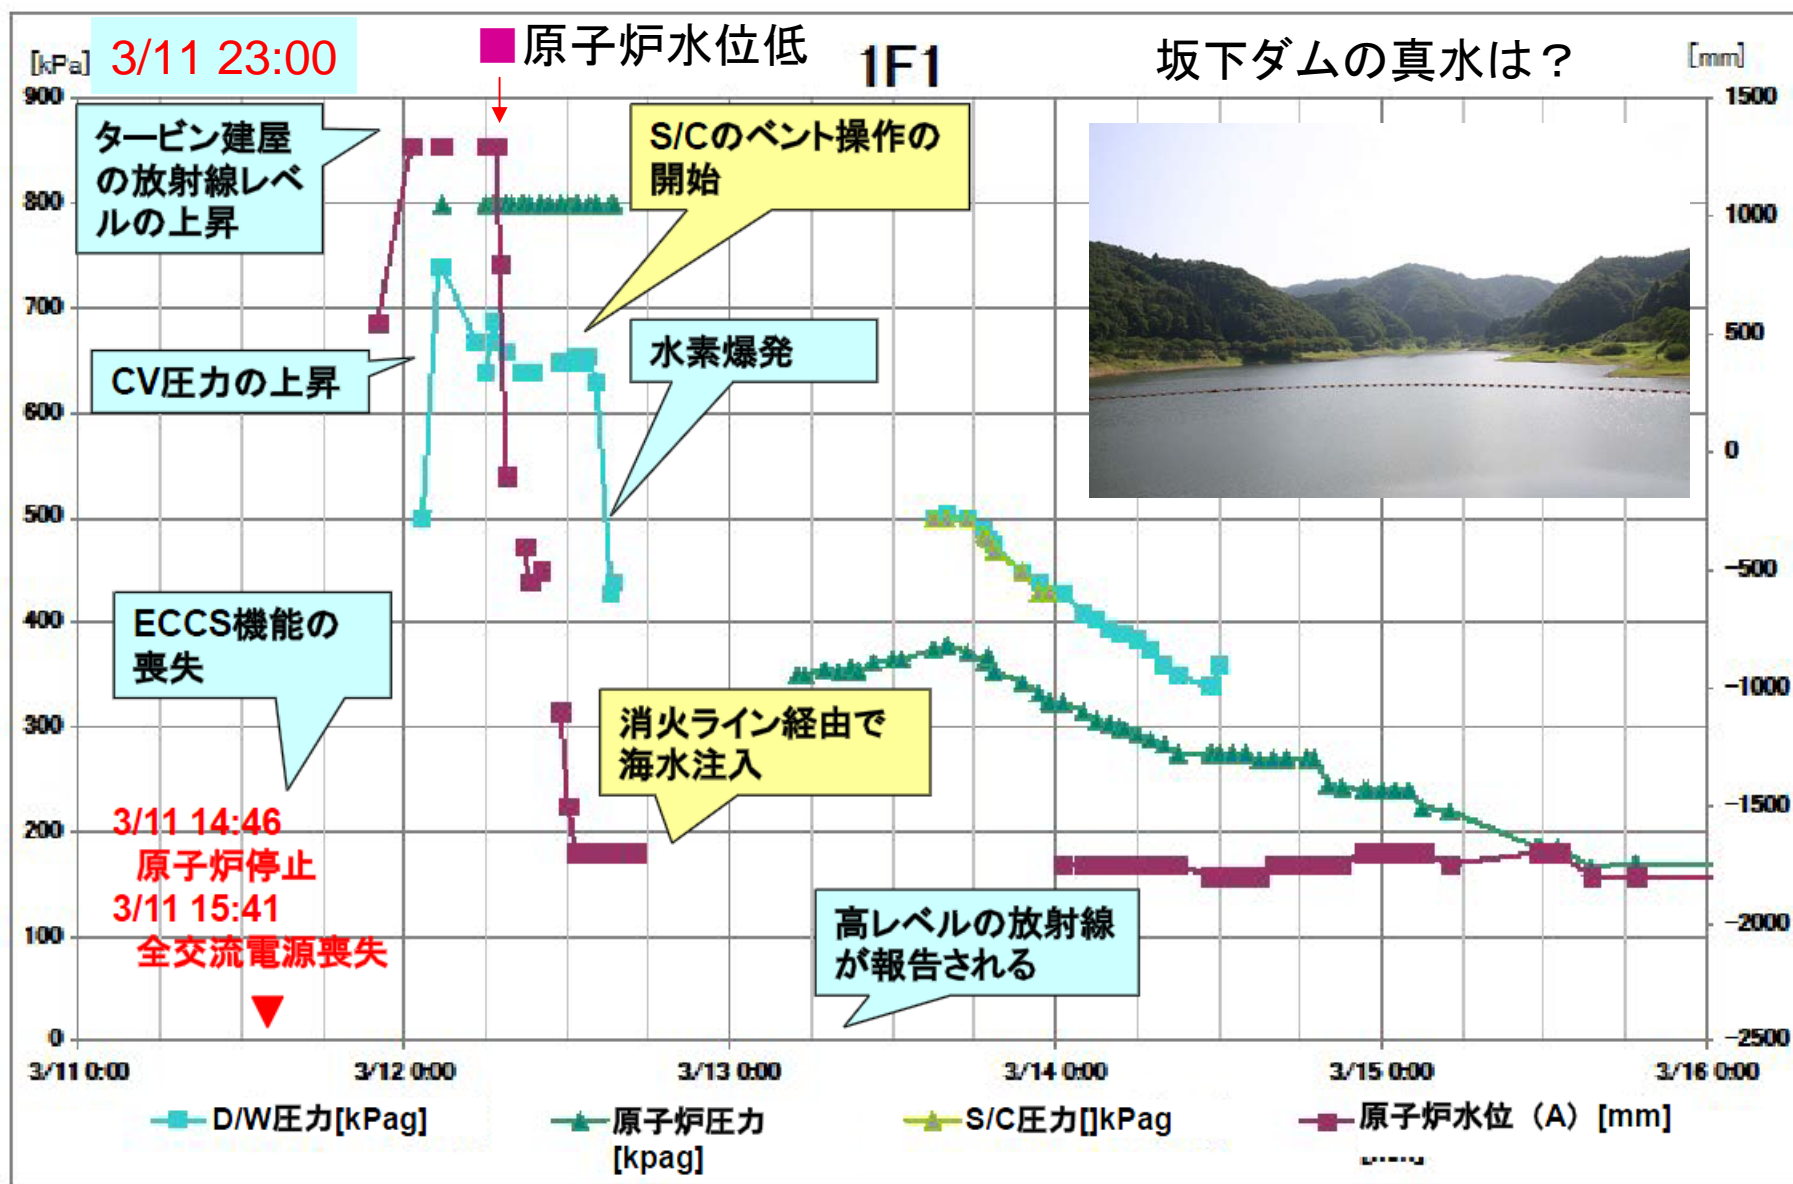 3/11 23:00
原子炉水位低
1F1
坂下ダムの真水は？
[kPa]
[mm]
900
800
700
600
500
400
300
200
100
0
1500
1000
500
0
-500
-1000
-1500
-2000
-2500
タービン建屋
の放射線レベ
ルの上昇
S/Cのベント操作の
開始
CV圧力の上昇
水素爆発
ECCS機能の
喪失
消火ライン経由で
海水注入
3/11 14:46
原子炉停止
3/11 15:41
全交流電源喪失
高レベルの放射線
が報告される
3/11 0:00
3/12 0:00
3/13 0:00
3/14 0:00
3/15 0:00
3/16 0:00
D/W圧力[kPag]
原子炉圧力
[kpag]
S/C圧力[]kPag
原子炉水位（A）[mm]